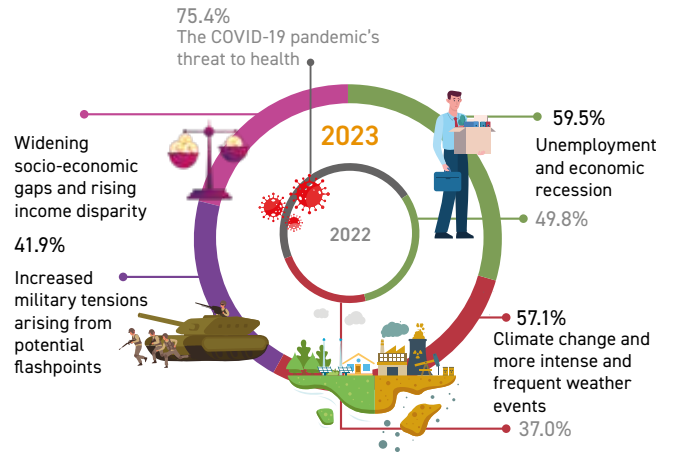 75.4%
The COVID-19 pandemic's
threat to health
2023
2022
59.5%
Unemployment
and economic
recession
49.8%
Widening
socio-economic
gaps and rising
income disparity
41.9%
Increased
military tensions
arising from
potential
flashpoints
57.1%
Climate change and
more intense and
frequent weather
events
37.0%